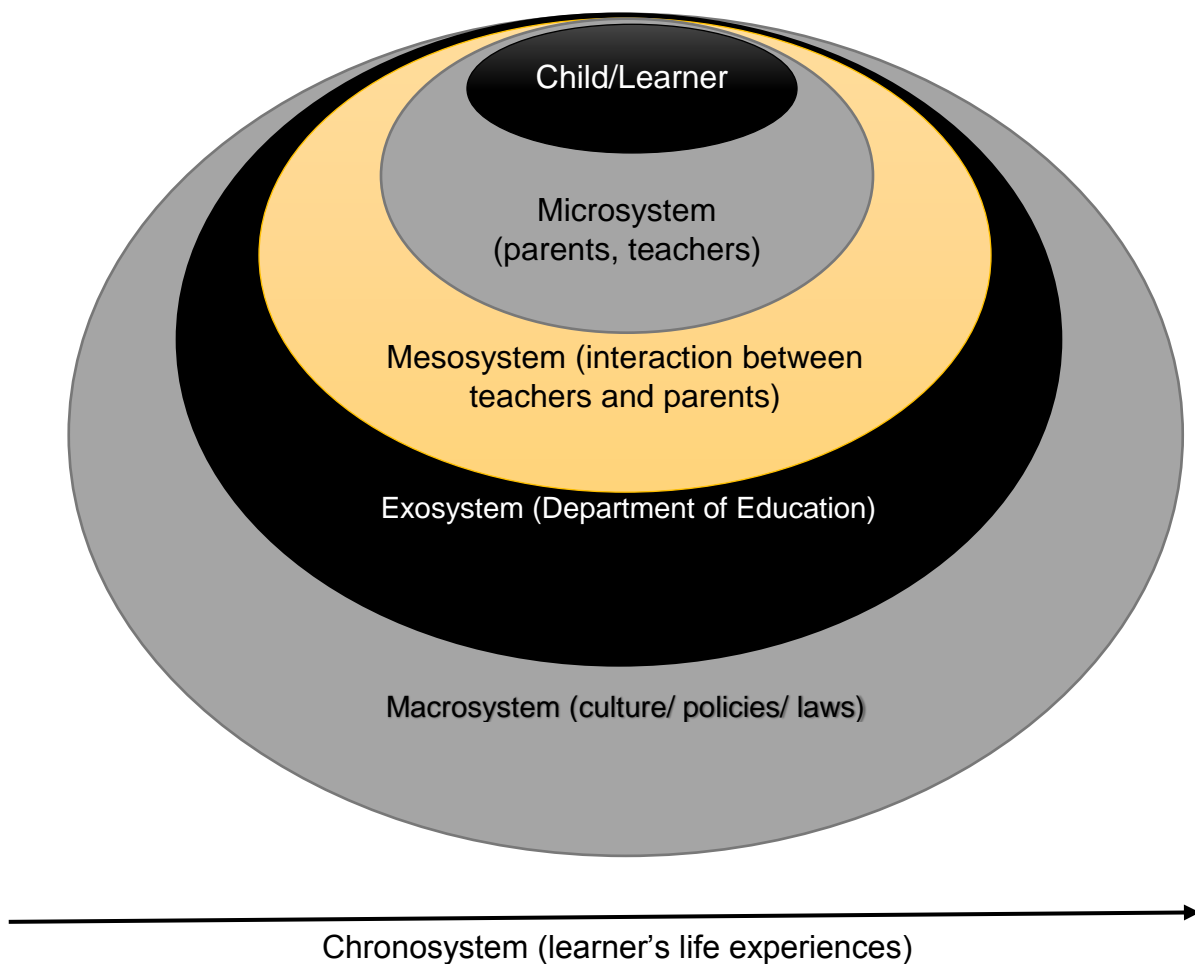 Child/Learner
Microsystem
(parents, teachers)
Mesosystem (interaction between
teachers and parents)
Exosystem (Department of Education)
Macrosystem (culture/ policies/ laws)
Chronosystem (learner’s life experiences)